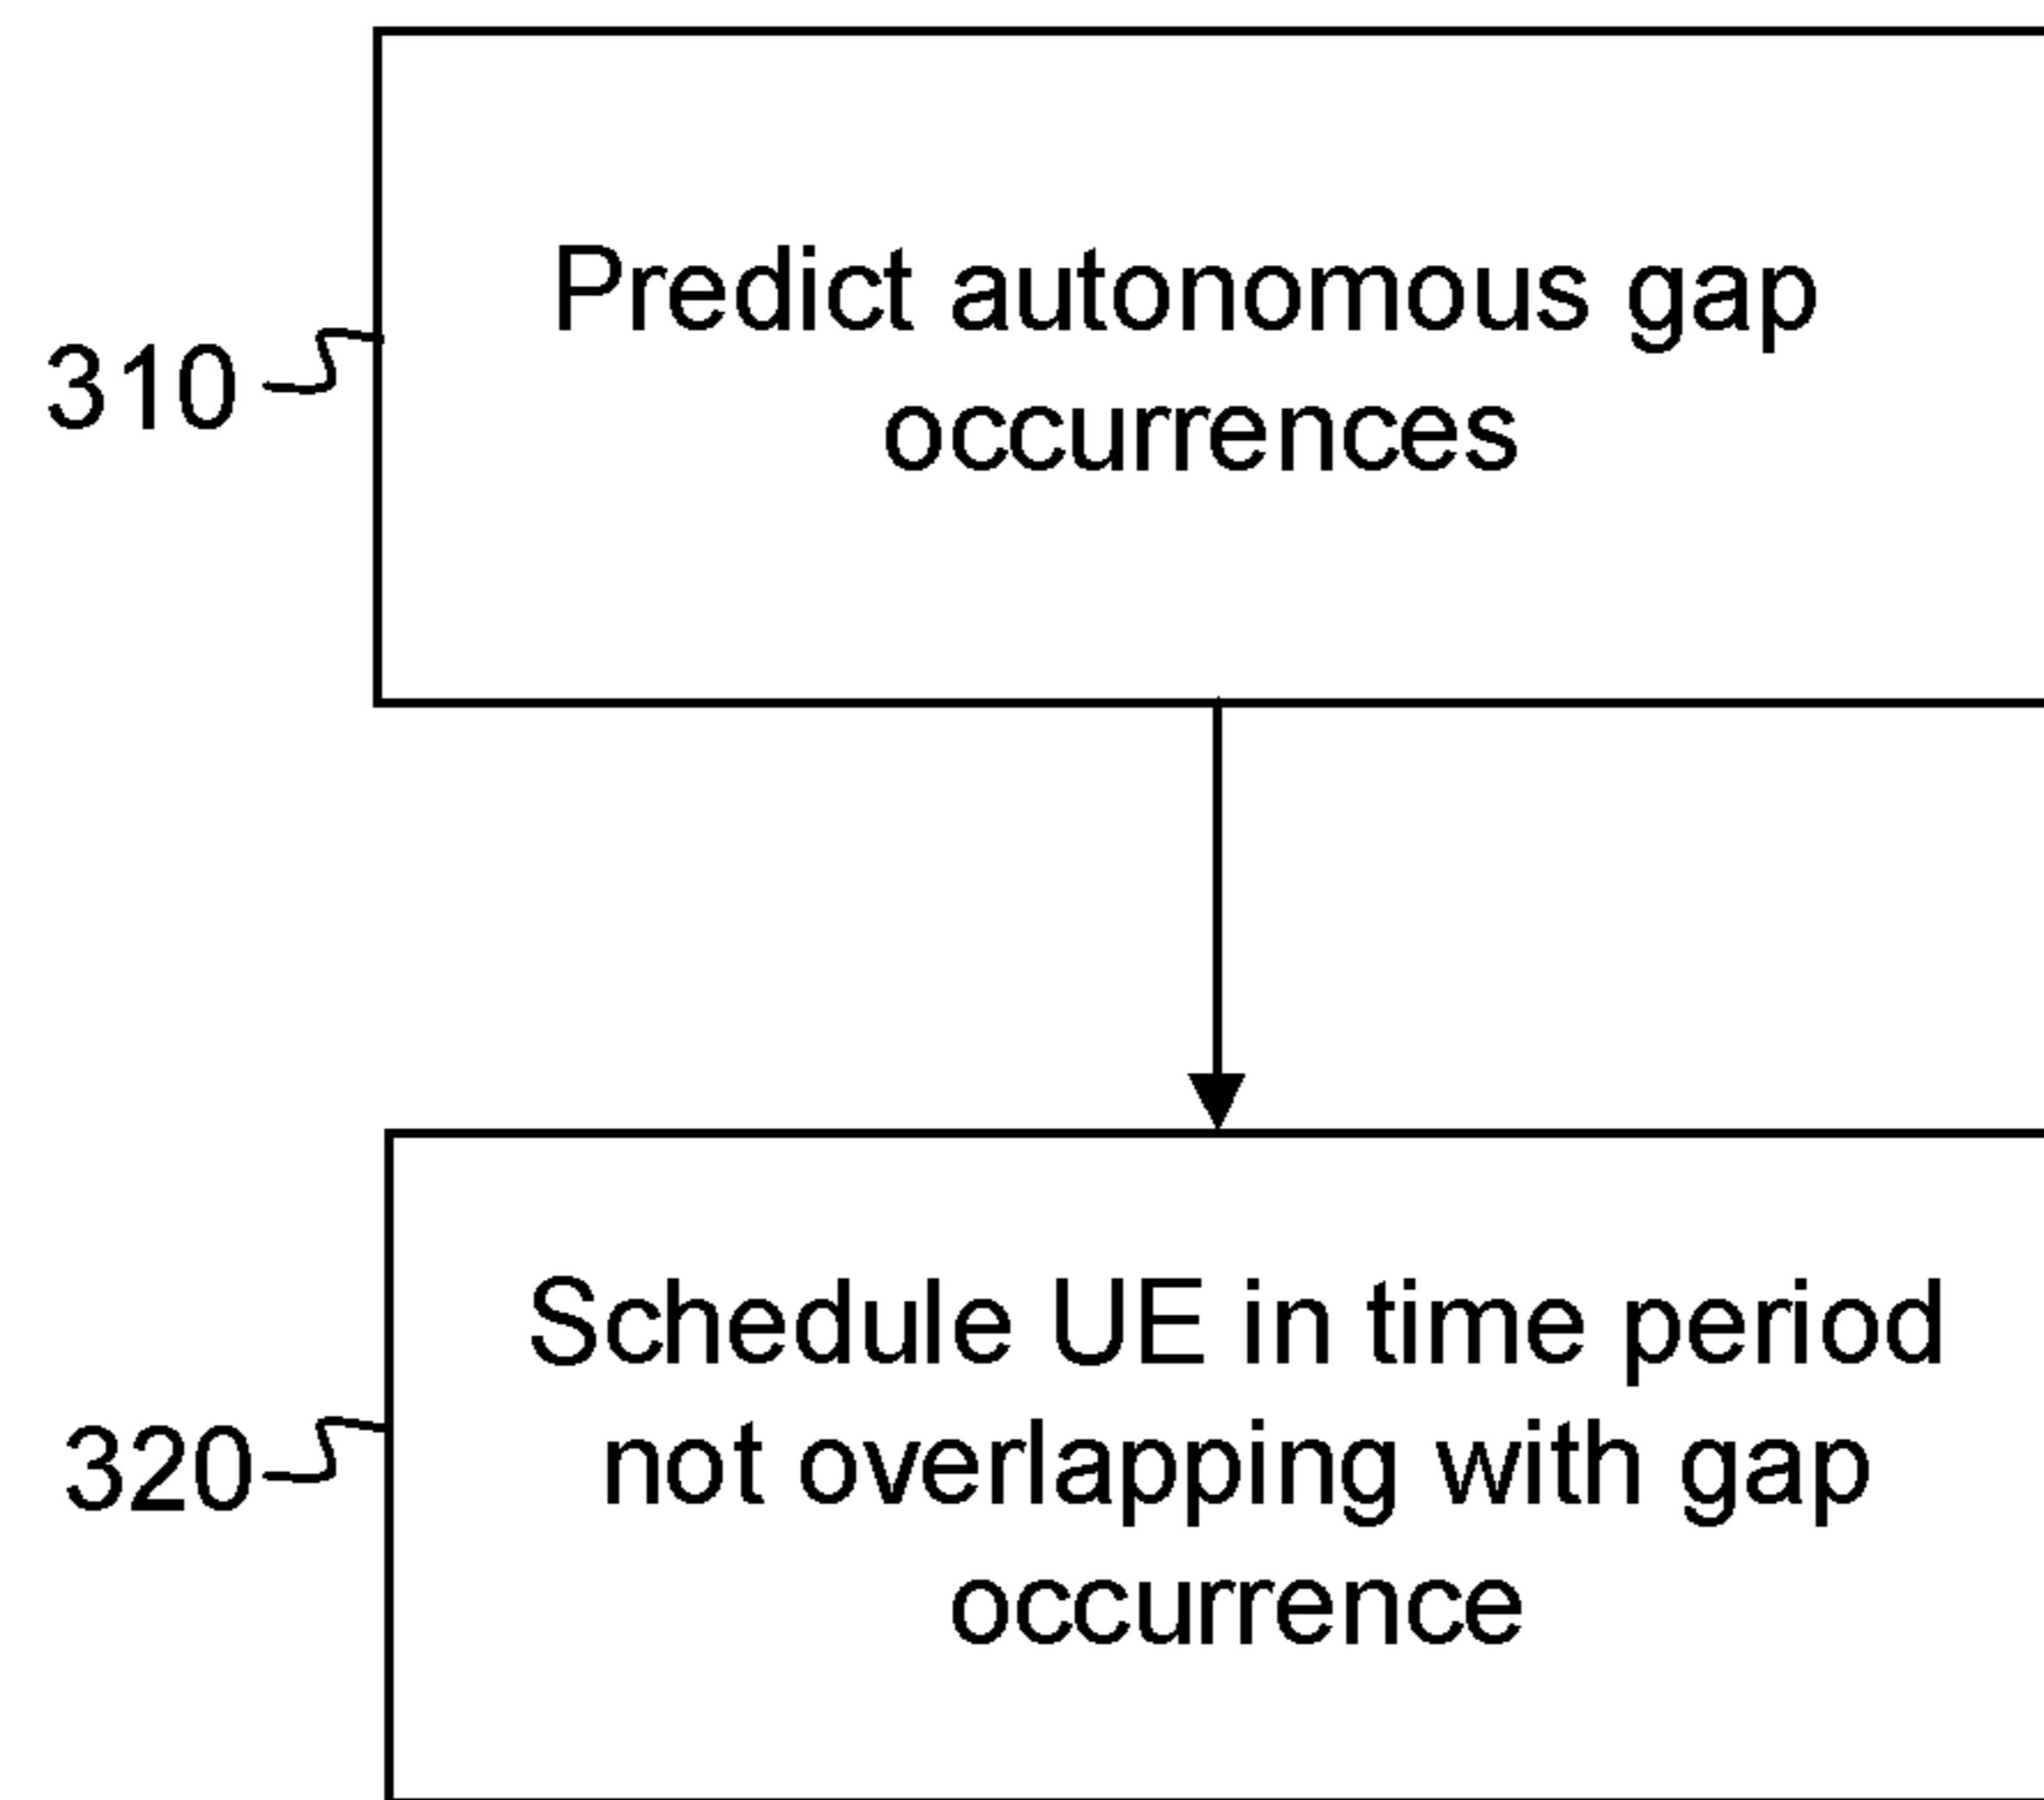 310
Predict autonomous gap
occurrences
320
Schedule UE in time period
not overlapping with gap
occurrence